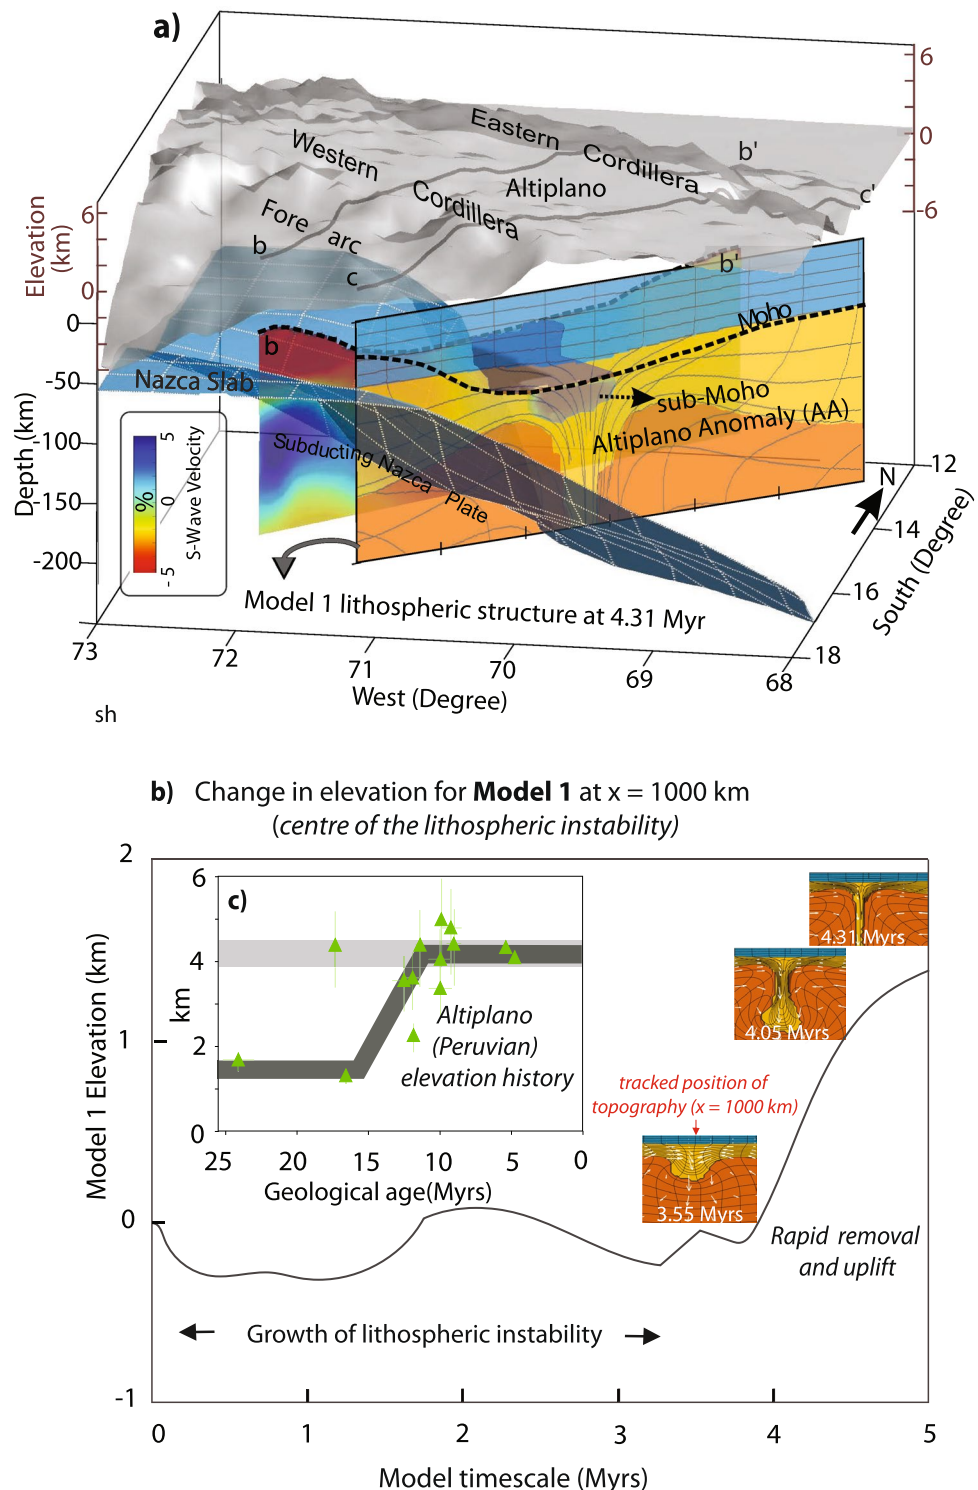 a)
6
0
-6
Eastern Cordillera
b'
Western Cordillera
Altiplano
c'
Fore arc
b
c
Elevation
(km)
6
0
b'
Moho
b
0
-50
-100
-150
-200
Depth (km)
Nazca Slab
sub-Moho
Altiplano Anomaly (AA)
Subducting Nazca Plate
5
0
-5
%
S-Wave Velocity
N
12
14
16
18
South (Degree)
Model 1 lithospheric structure at 4.31 Myr
73
72
71
70
69
68
West (Degree)
sh
b) Change in elevation for Model 1 at x = 1000 km
(centre of the lithospheric instability)
2
1
0
-1
Model 1 Elevation (km)
c)
6
4
2
0
km
Altiplano
(Peruvian)
elevation history
25 20 15 10 5 0
Geological age(Myrs)
4.31 Myrs
4.05 Myrs
tracked position of
topography (x = 1000 km)
3.55 Myrs
Rapid removal
and uplift
Growth of lithospheric instability
0 1 2 3 4 5
Model timescale (Myrs)